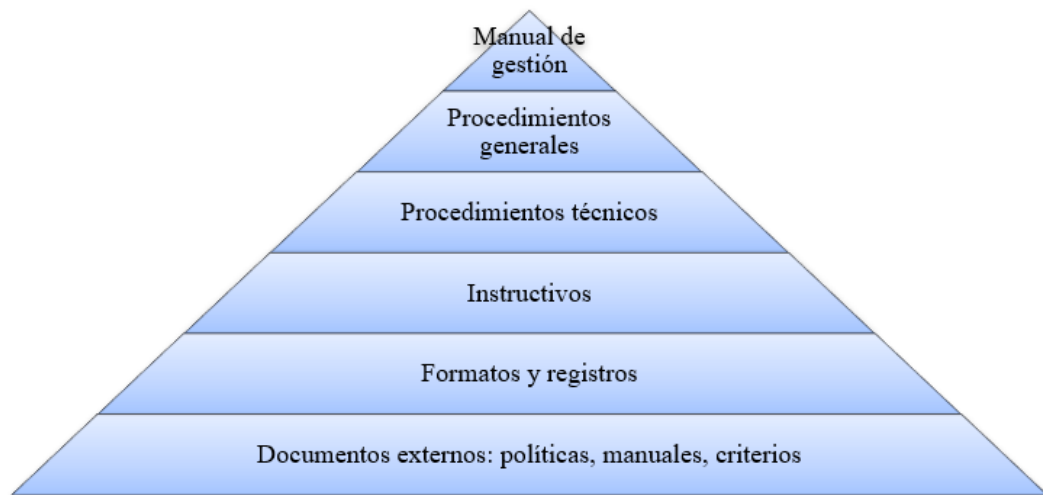 Manual de
gestión
Procedimientos
generales
Procedimientos técnicos
Instructivos
Formatos y registros
Documentos externos: políticas, manuales, criterios